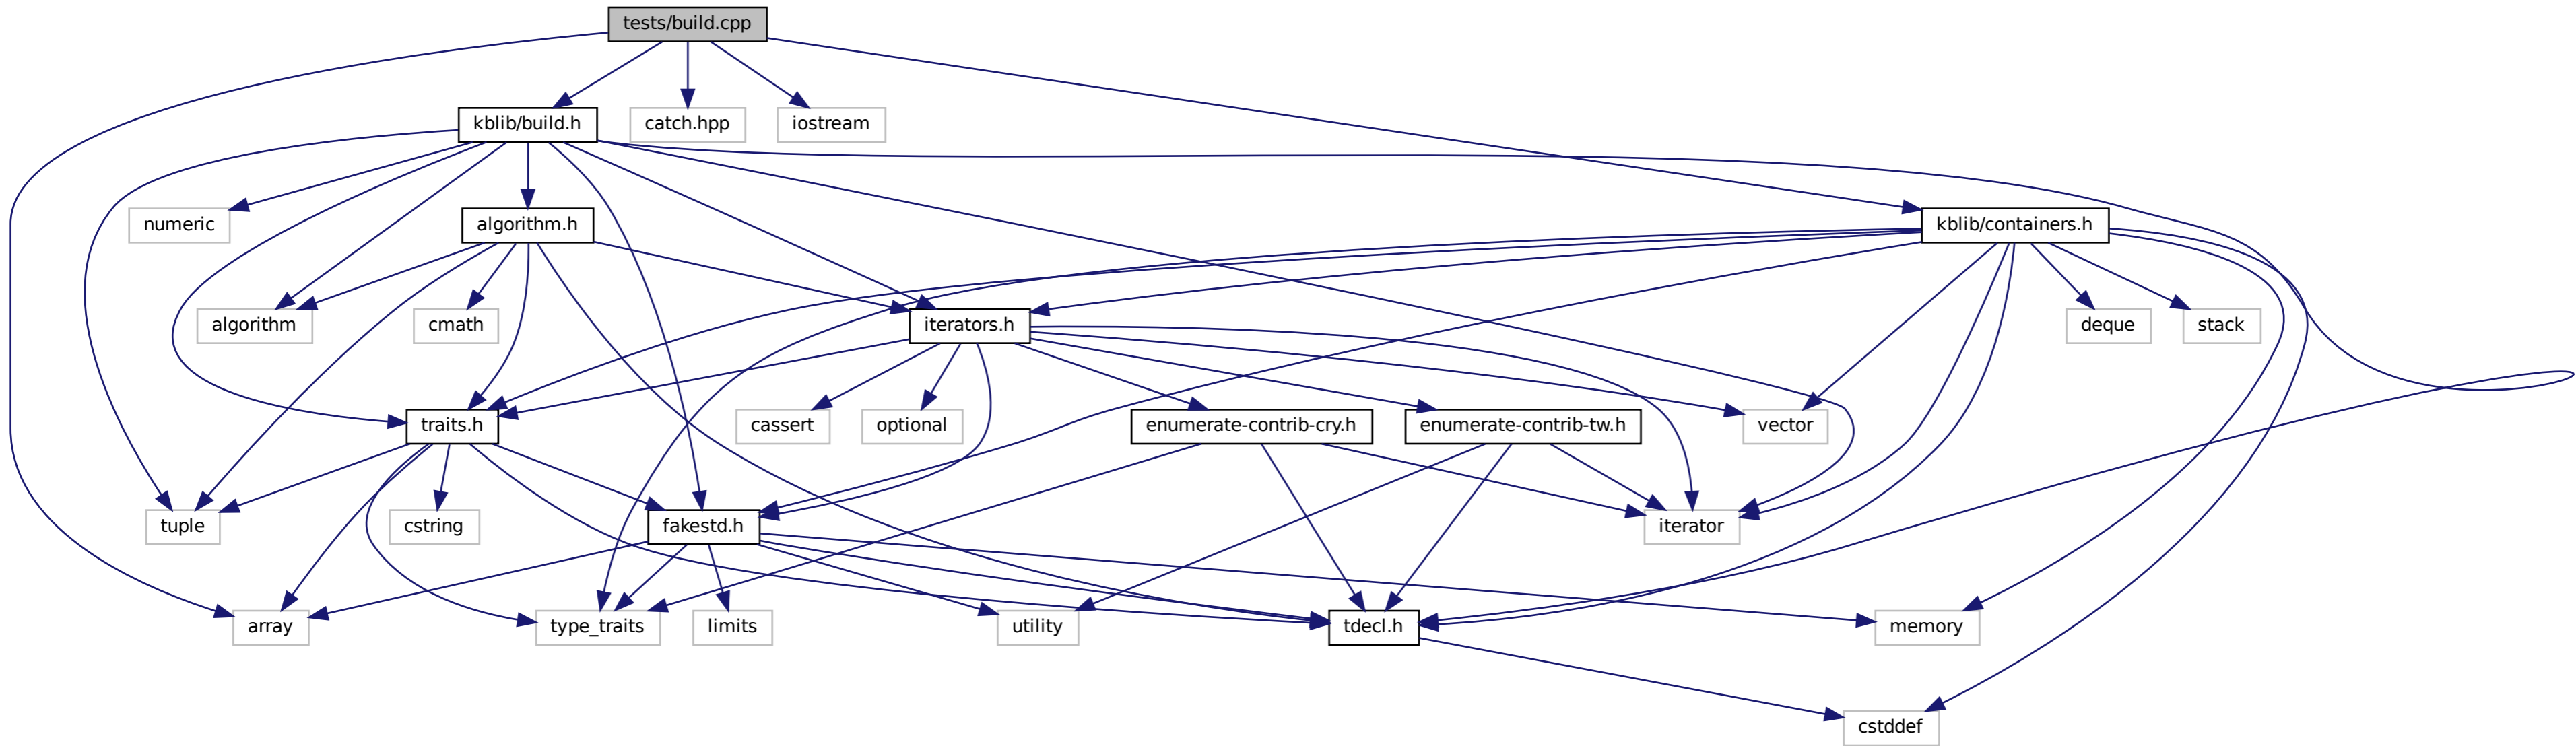 tests/build.cpp
kblib/build.h
catch.hpp
iostream
numeric
algorithm.h
kblib/containers.h
algorithm
cmath
iterators.h
deque
stack
traits.h
cassert
optional
enumerate-contrib-cry.h
enumerate-contrib-tw.h
vector
tuple
cstring
fakestd.h
iterator
array
type_traits
limits
utility
tdecl.h
memory
cstddef